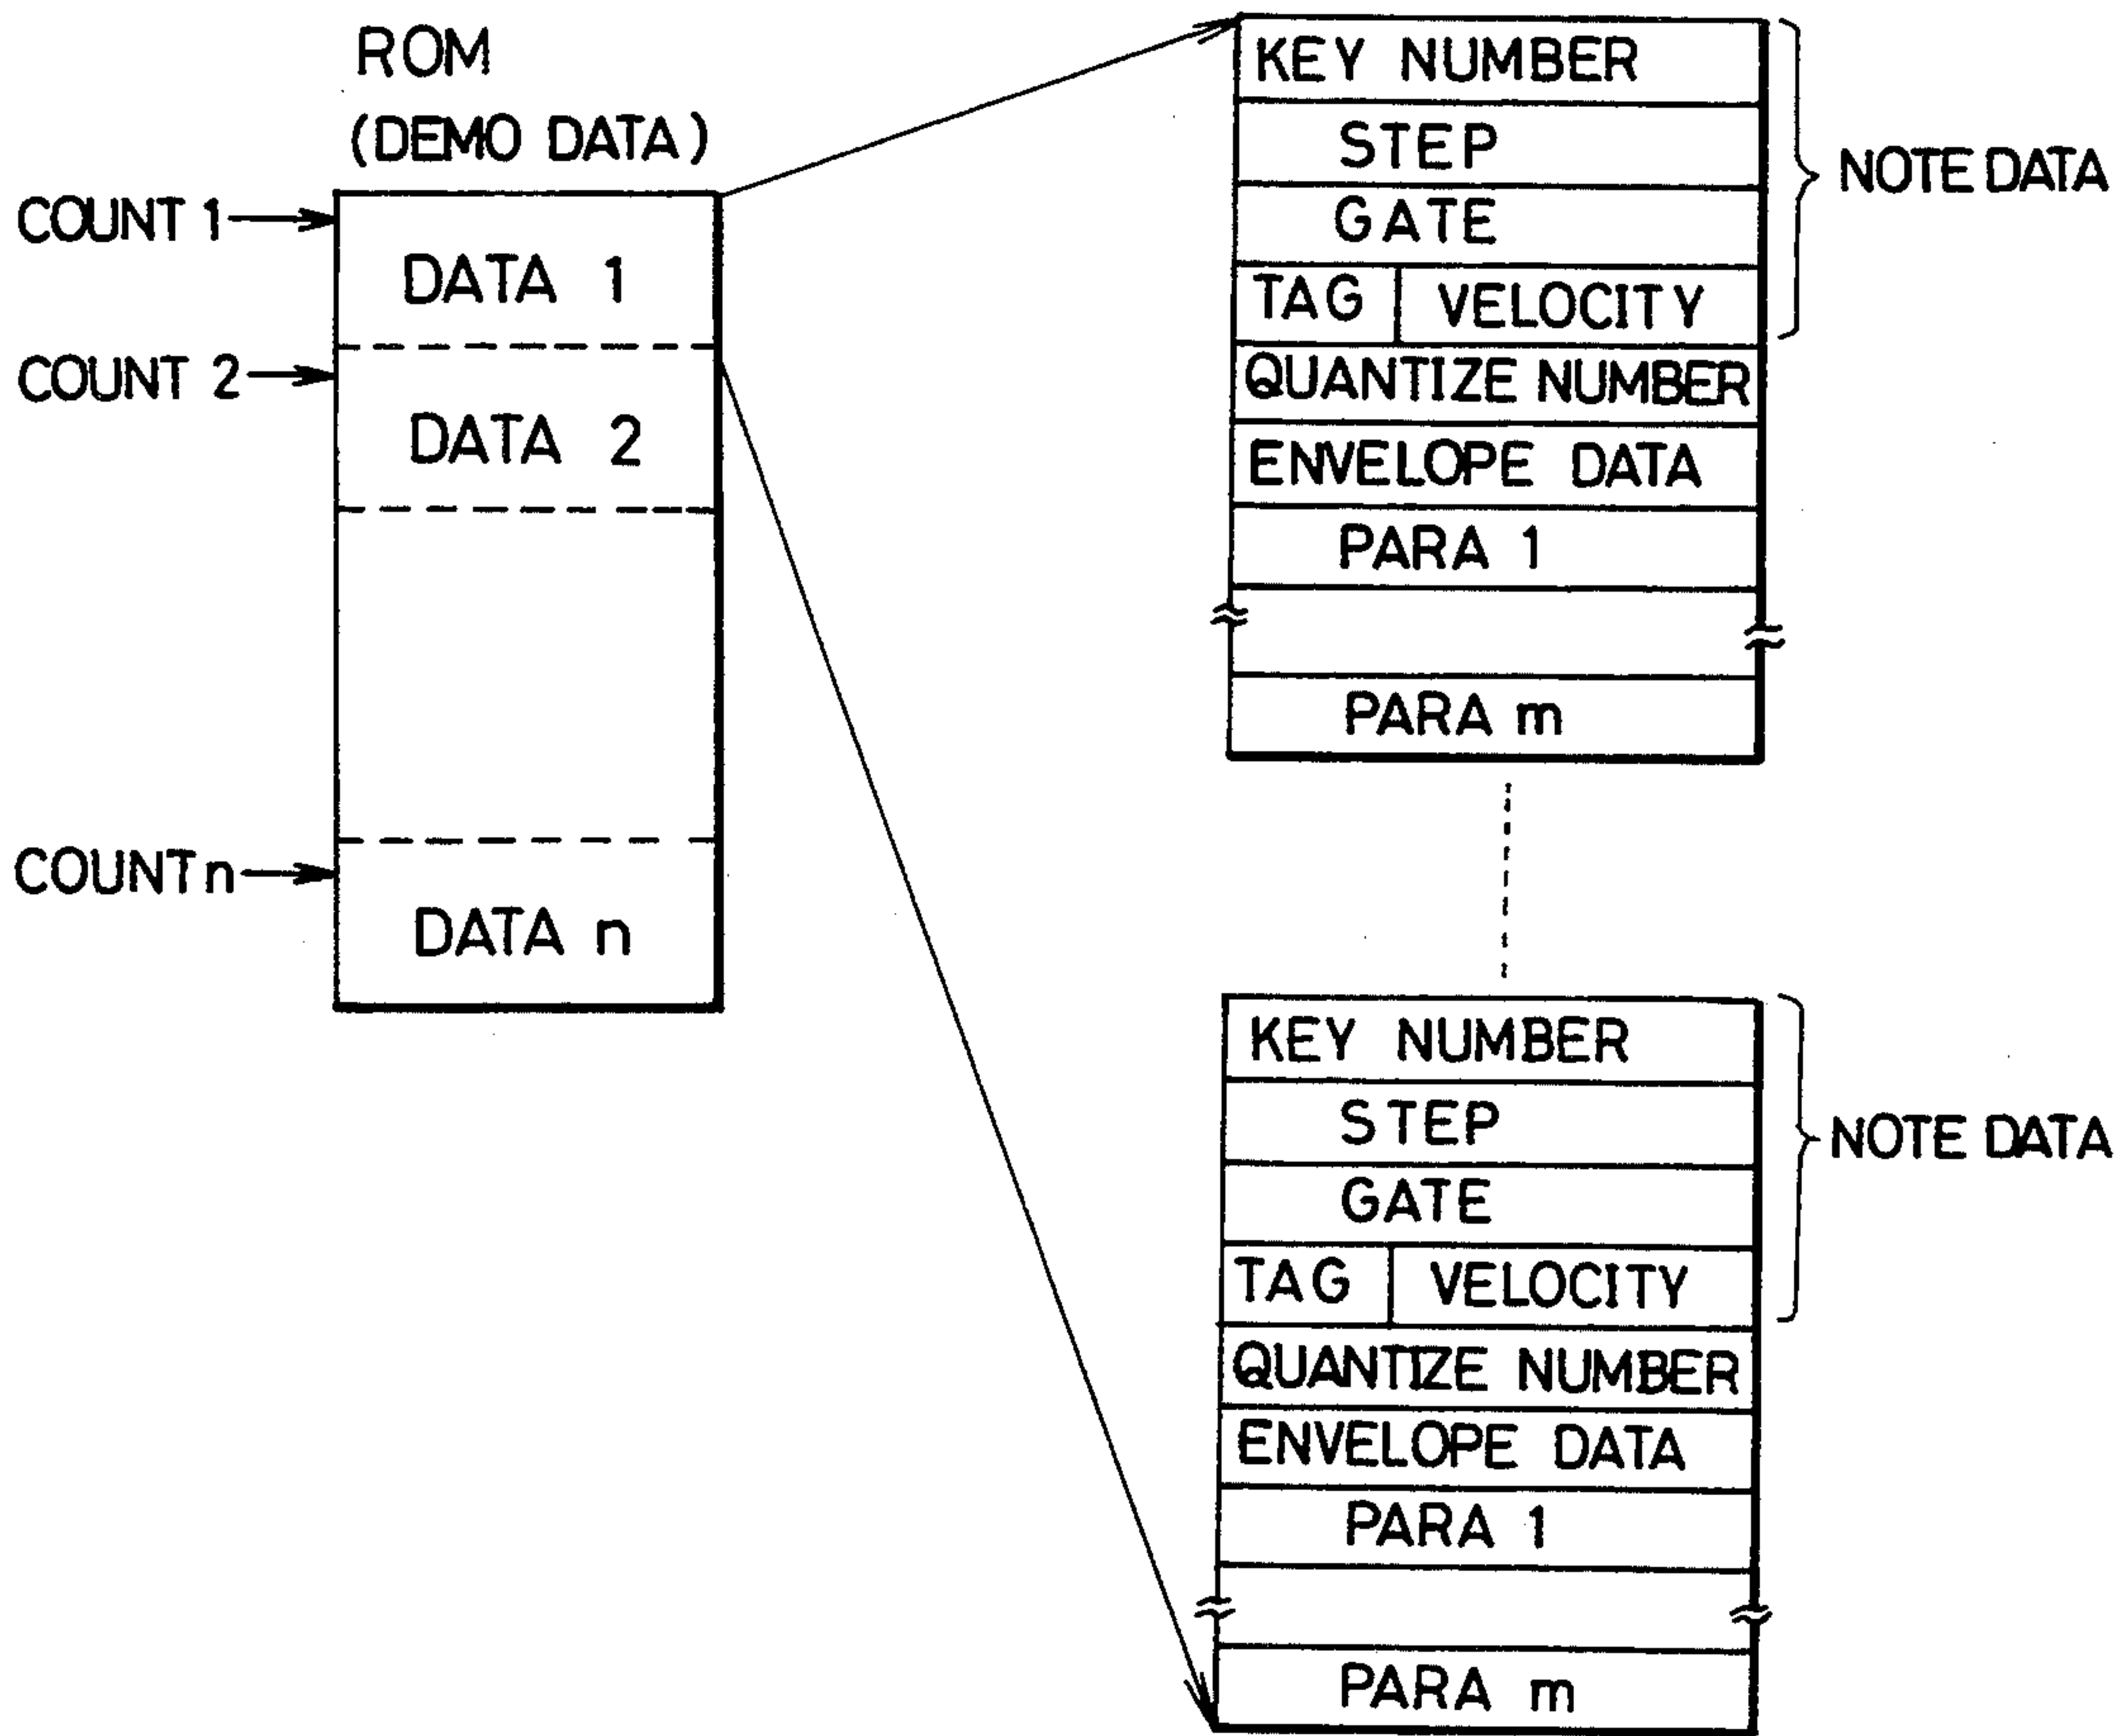 ROM
(DEMO DATA)
COUNT 1
DATA 1
COUNT 2
DATA 2
COUNT n
DATA n
KEY NUMBER
STEP
GATE
TAG VELOCITY
NOTE DATA
QUANTIZE NUMBER
ENVELOPE DATA
PARA 1
PARA m
KEY NUMBER
STEP
GATE
TAG VELOCITY
NOTE DATA
QUANTIZE NUMBER
ENVELOPE DATA
PARA 1
PARA m